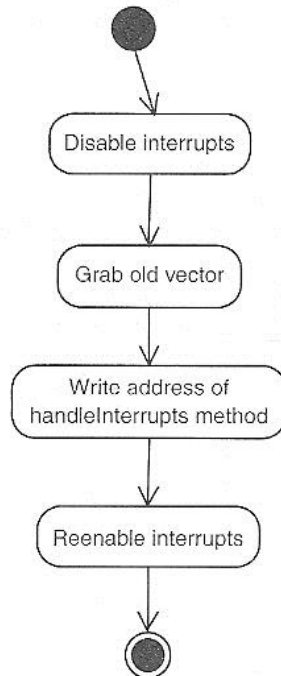 Disable interrupts
Grab old vector
Write address of
handleInterrupts method
Reenable interrupts